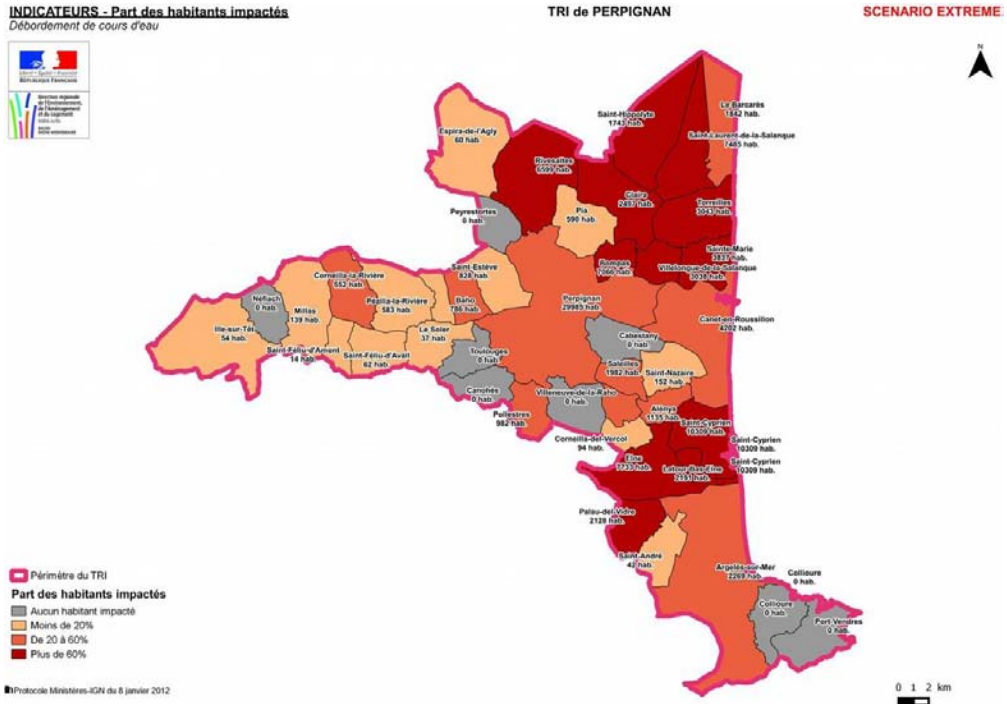 INDICATEURS - Part des habitants impactés
Débordement de cours d'eau
TRI de PERPIGNAN
SCENARIO EXTREME
N
RÉPUBLIQUE FRANÇAISE
Le Barcarès
1842 hab.
Saint-Hippolyte
1743 hab.
Saint-Laurent-de-la-Salanque
7465 hab.
Espira-de-l'Agly
60 hab.
Rivesaltes
6599 hab.
Claira
2497 hab.
Torreilles
3043 hab.
Peyrestortes
0 hab.
Pia
590 hab.
Sainte-Marie
3831 hab.
Bompas
7066 hab.
Villelongue-de-la-Salanque
3038 hab.
Saint-Estève
828 hab.
Corneilla-la-Rivière
552 hab.
Néfiach
0 hab.
Millas
139 hab.
Pézilla-la-Rivière
583 hab.
Baho
786 hab.
Perpignan
29985 hab.
Canet-en-Roussillon
4202 hab.
Ille-sur-Têt
54 hab.
Saint-Féliu-d'Amont
14 hab.
Saint-Féliu-d'Avall
62 hab.
Le Soler
37 hab.
Toulouges
0 hab.
Cabestany
0 hab.
Saleilles
1982 hab.
Saint-Nazaire
152 hab.
Canohès
0 hab.
Villeneuve-de-la-Raho
0 hab.
Pollestres
982 hab.
Alénya
1135 hab.
Saint-Cyprien
10309 hab.
Corneilla-del-Vercol
94 hab.
Saint-Cyprien
10309 hab.
Elne
7733 hab.
Latour-Bas-Elne
2191 hab.
Saint-Cyprien
10309 hab.
Palau-del-Vidre
2128 hab.
Saint-André
42 hab.
Argelès-sur-Mer
2269 hab.
Collioure
0 hab.
Collioure
0 hab.
Port-Vendres
0 hab.
Périmètre du TRI
Part des habitants impactés
Aucun habitant impacté
Moins de 20%
De 20 à 60%
Plus de 60%
Protocole Ministères-IGN du 8 janvier 2012
0 1 2 km